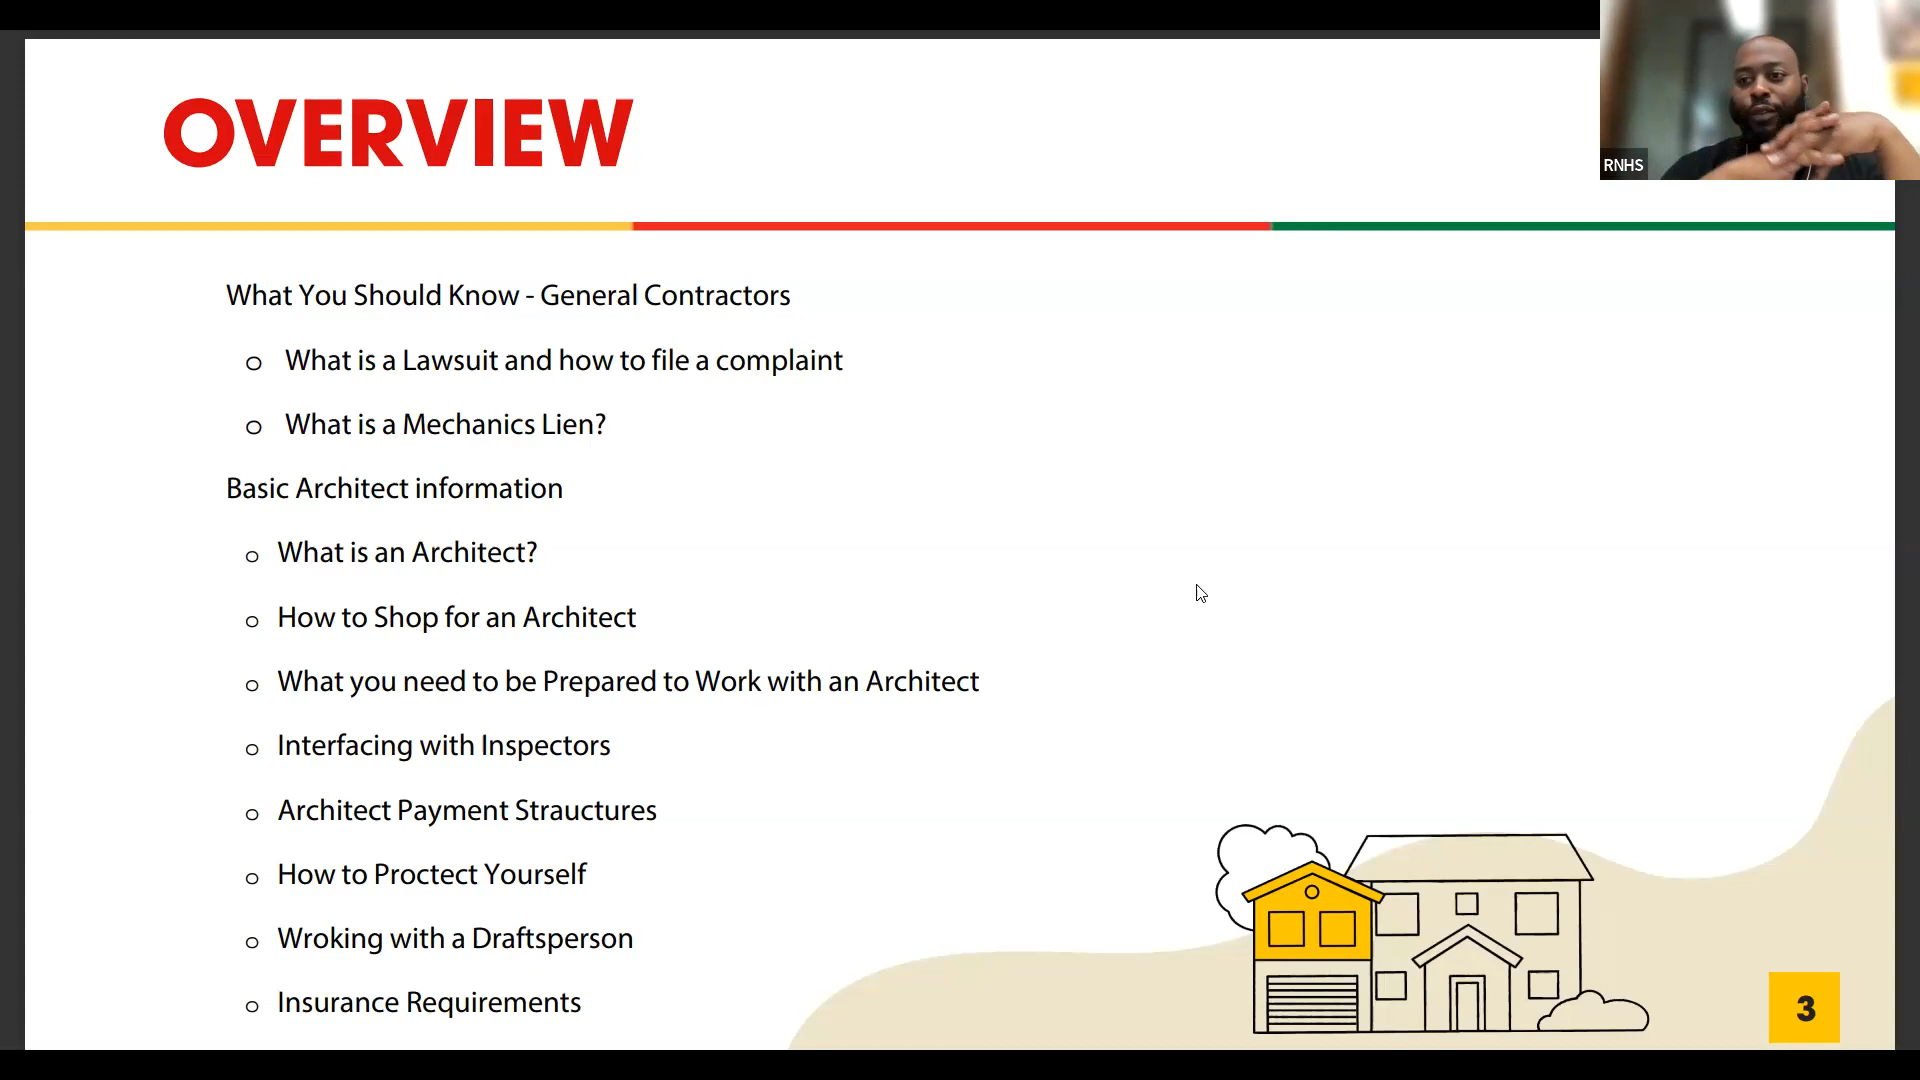 OVERVIEW
RNHS
What You Should Know - General Contractors
o What is a Lawsuit and how to file a complaint
o What is a Mechanics Lien?
Basic Architect information
o What is an Architect?
o How to Shop for an Architect
o What you need to be Prepared to Work with an Architect
o Interfacing with Inspectors
o Architect Payment Strauctures
o How to Proctect Yourself
o Wroking with a Draftsperson
o Insurance Requirements
3